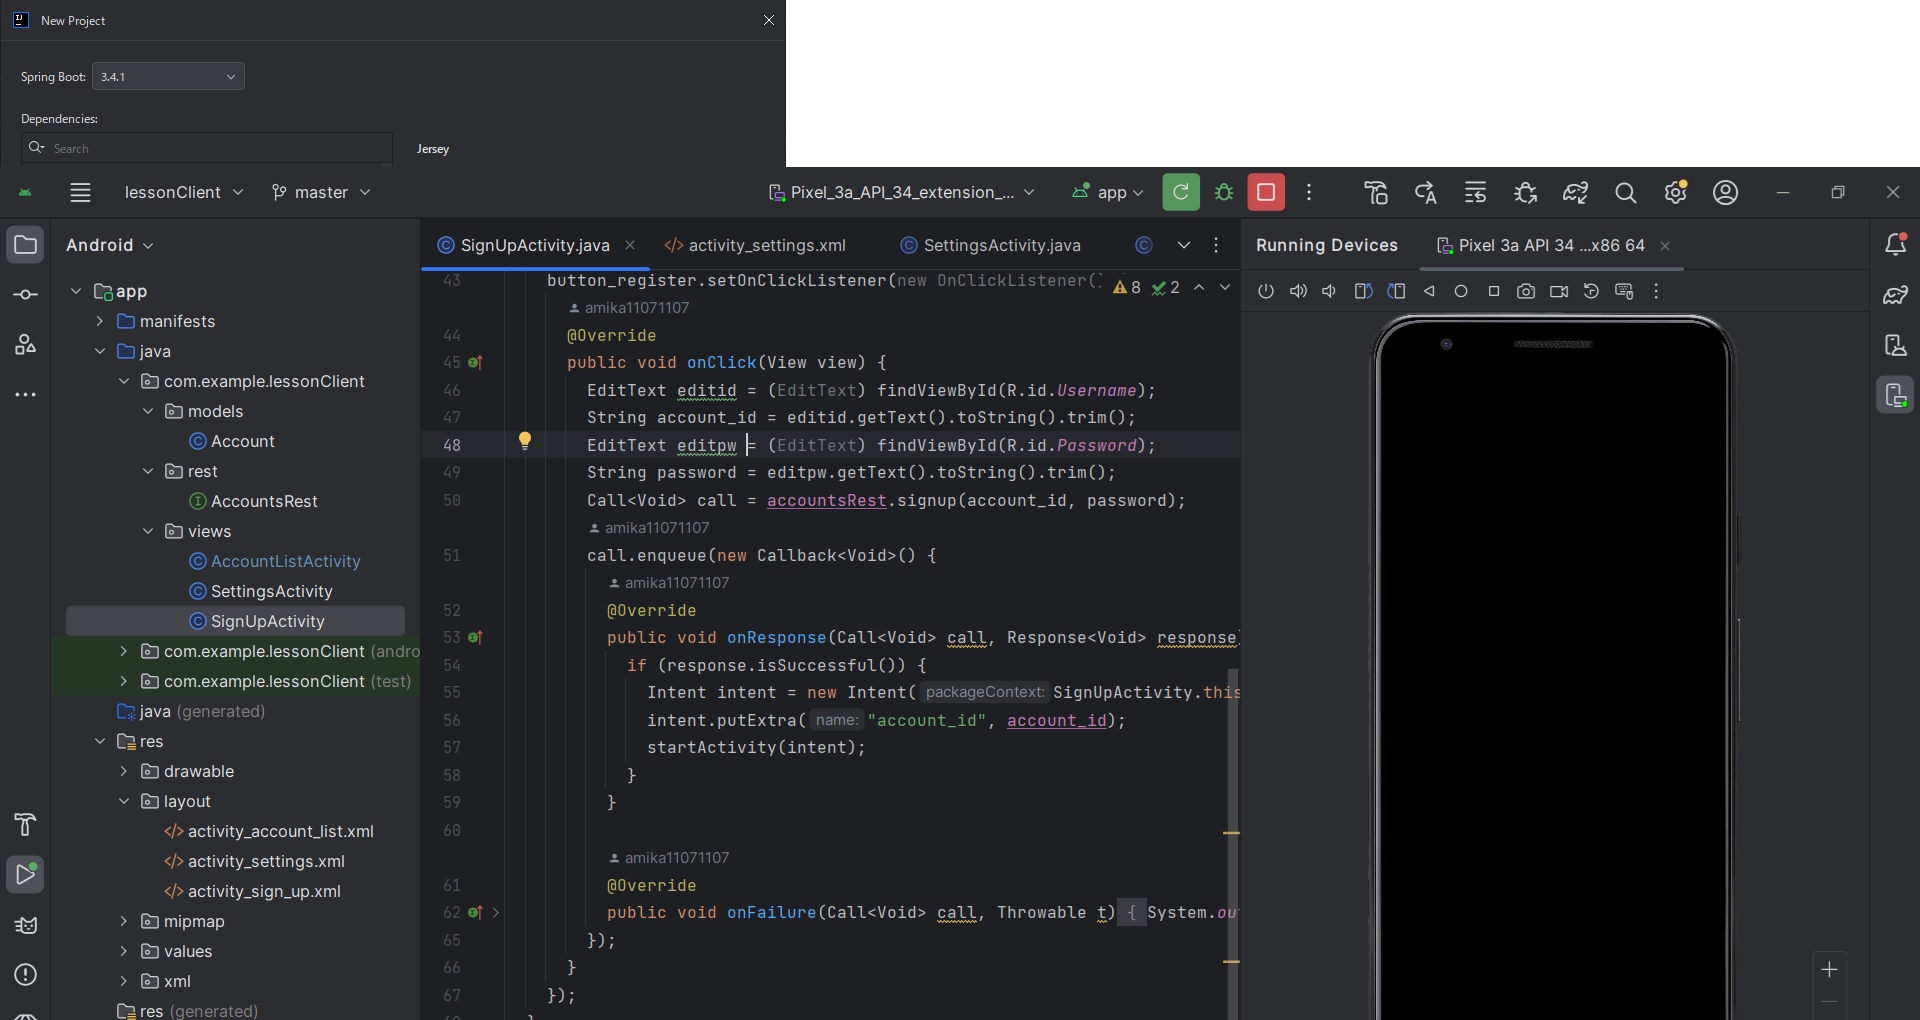 New Project
Spring Boot: 3.4.1
Dependencies:
Search
Jersey
lessonClient
master
Pixel_3a_API_34_extension_...
app
Android
app
manifests
java
com.example.lessonClient
models
Account
rest
AccountsRest
views
AccountListActivity
SettingsActivity
SignUpActivity
com.example.lessonClient (andro
com.example.lessonClient (test)
java (generated)
res
drawable
layout
activity_account_list.xml
activity_settings.xml
activity_sign_up.xml
mipmap
values
xml
res (generated)
SignUpActivity.java
activity_settings.xml
SettingsActivity.java
8 2
43 button_register.setOnClickListener(new OnClickListener()
amika11071107
44 @Override
45 public void onClick(View view) {
46 EditText editid = (EditText) findViewById(R.id.Username);
47 String account_id = editid.getText().toString().trim();
48 EditText editpw = (EditText) findViewById(R.id.Password);
49 String password = editpw.getText().toString().trim();
50 Call<Void> call = accountsRest.signup(account_id, password);
amika11071107
51 call.enqueue(new Callback<Void>() {
amika11071107
52 @Override
53 public void onResponse(Call<Void> call, Response<Void> response)
54 if (response.isSuccessful()) {
55 Intent intent = new Intent( packageContext: SignUpActivity.this
56 intent.putExtra( name: "account_id", account_id);
57 startActivity(intent);
58 }
59 }
60
amika11071107
61 @Override
62 public void onFailure(Call<Void> call, Throwable t) { System.ou
65 });
66 }
67 });
Running Devices
Pixel 3a API 34 ...x86 64